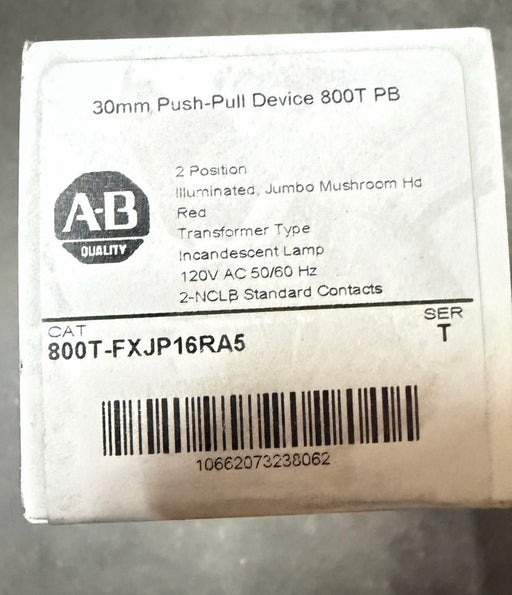 30mm Push-Pull Device 800T PB
2 Position
Illuminated, Jumbo Mushroom Hd
Red
Transformer Type
Incandescent Lamp
120V AC 50/60 Hz
2-NCLB Standard Contacts
A-B
QUALITY
CAT
800T-FXJP16RA5
SER
T
10662073238062